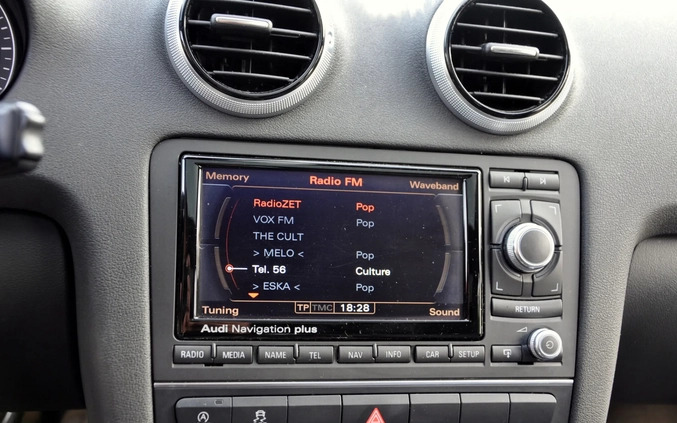 Memory Radio FM Waveband
RadioZET Pop
VOX FM Pop
THE CULT
> MELO < Pop
Tel. 56 Culture
> ESKA < Pop
Tuning TP TMC 18:28 Sound
Audi Navigation plus
RETURN
RADIO MEDIA NAME TEL NAV INFO CAR SETUP